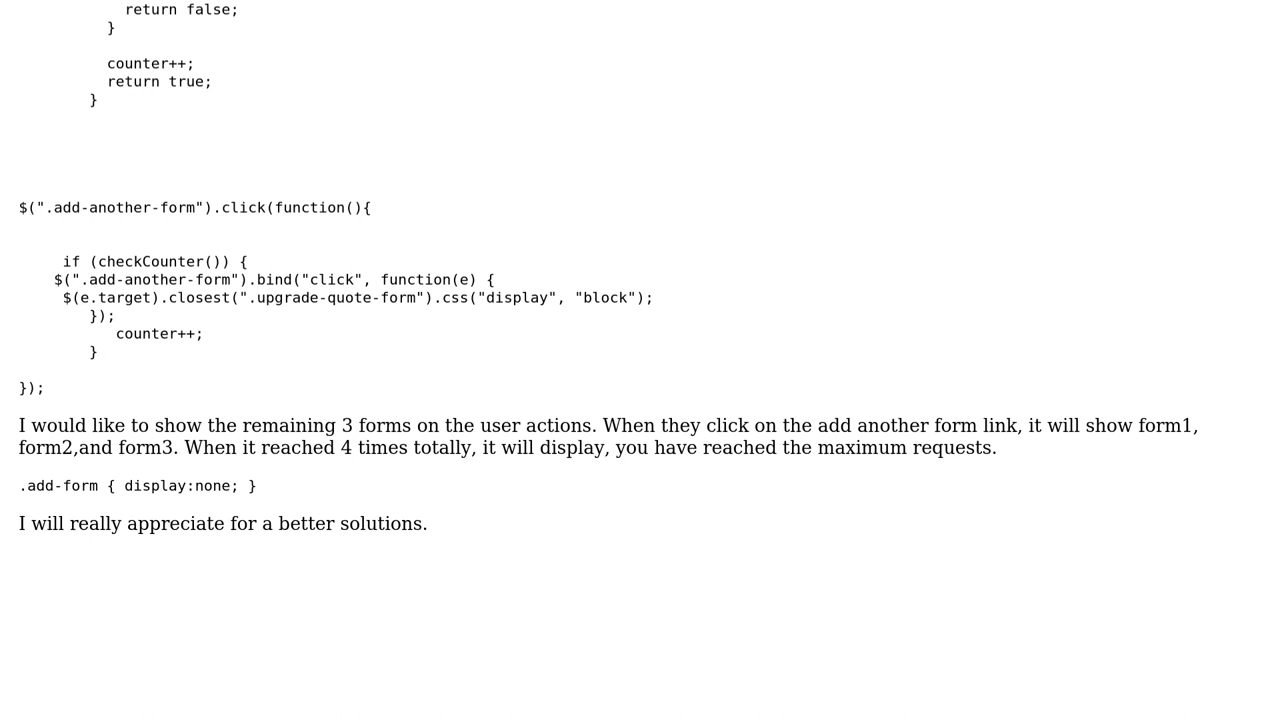 return false;
}
counter++;
return true;
}
$(".add-another-form").click(function(){
if (checkCounter()) {
$(".add-another-form").bind("click", function(e) {
$(e.target).closest(".upgrade-quote-form").css("display", "block");
});
counter++;
}
});
I would like to show the remaining 3 forms on the user actions. When they click on the add another form link, it will show form1,
form2,and form3. When it reached 4 times totally, it will display, you have reached the maximum requests.
.add-form { display:none; }
I will really appreciate for a better solutions.